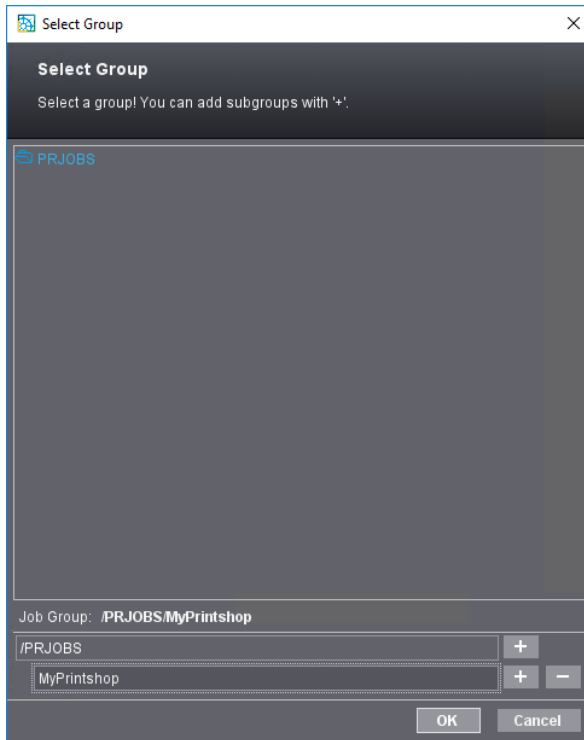 Select Group
Select Group
Select a group! You can add subgroups with '+'.
PRJOBS
Job Group: /PRJOBS/MyPrintshop
/PRJOBS +
MyPrintshop + −
OK Cancel